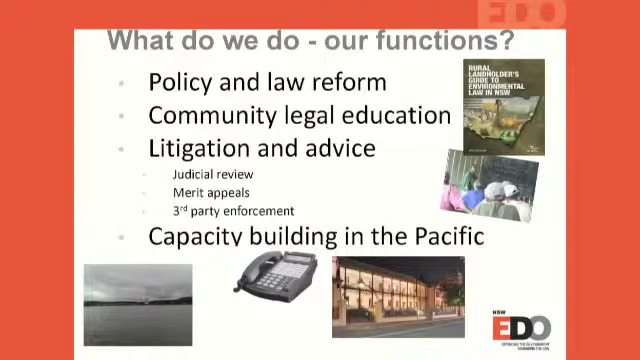 EDO
What do we do - our functions?
• Policy and law reform
• Community legal education
• Litigation and advice
Judicial review
Merit appeals
3rd party enforcement
• Capacity building in the Pacific
RURAL
LANDHOLDER'S
GUIDE TO
ENVIRONMENTAL
LAW IN NSW
NSW
EDO